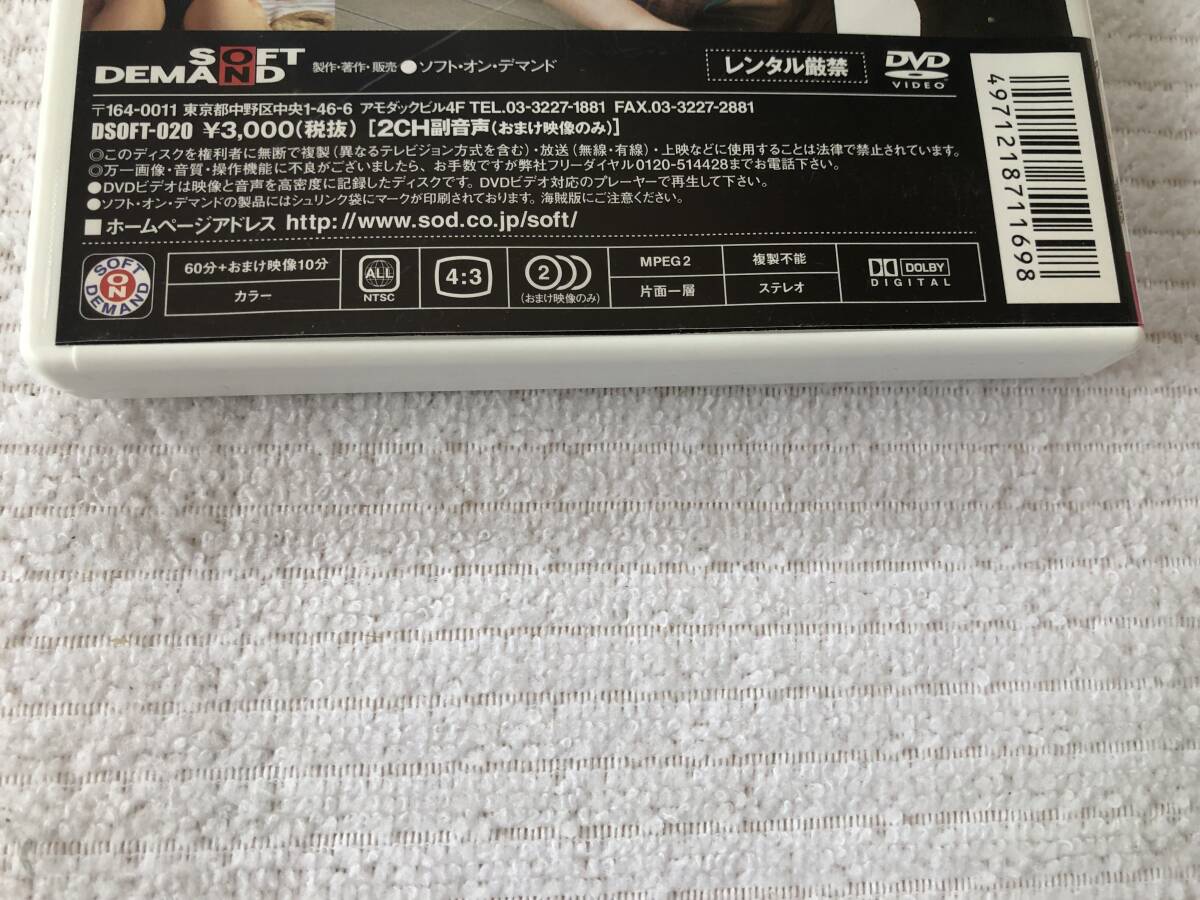 SOFT ON DEMAND 製作・著作・販売●ソフト・オン・デマンド レンタル厳禁 DVD VIDEO
〒164-0011 東京都中野区中央1-46-6 アモダックビル4F TEL.03-3227-1881 FAX.03-3227-2881
DSOFT-020 ¥3,000(税抜) [2CH副音声(おまけ映像のみ)]
◎このディスクを権利者に無断で複製(異なるテレビジョン方式を含む)・放送(無線・有線)・上映などに使用することは法律で禁止されています。
◎万一画像・音質・操作機能に不良がございましたら、お手数ですが弊社フリーダイヤル0120-514428までお電話下さい。
●DVDビデオは映像と音声を高密度に記録したディスクです。DVDビデオ対応のプレーヤーで再生して下さい。
●ソフト・オン・デマンドの製品にはシュリンク袋にマークが印刷されております。海賊版にご注意ください。
■ホームページアドレス http://www.sod.co.jp/soft/
SOFT ON DEMAND
60分+おまけ映像10分
カラー
ALL
NTSC
4:3
2
(おまけ映像のみ)
MPEG2
複製不能
片面一層
ステレオ
DOLBY
DIGITAL
4971218711698